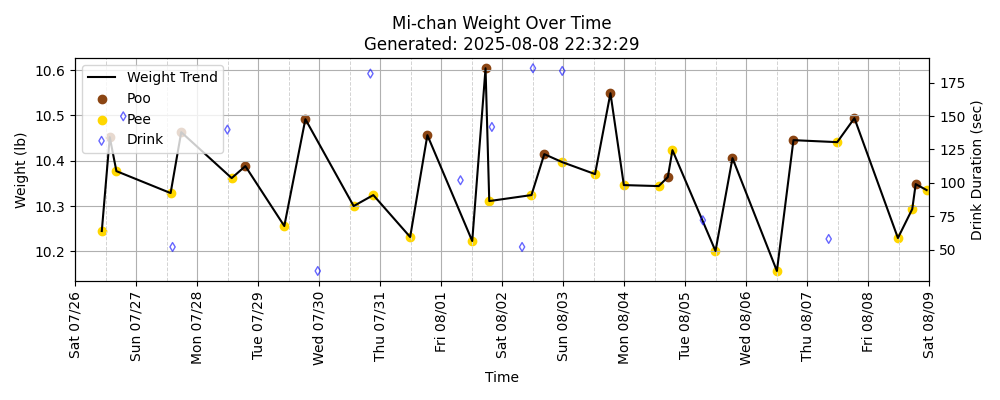 Mi-chan Weight Over Time
Generated: 2025-08-08 22:32:29
Weight Trend
Poo
Pee
Drink
Weight (lb)
10.6
10.5
10.4
10.3
10.2
Drink Duration (sec)
175
150
125
100
75
50
Sat 07/26
Sun 07/27
Mon 07/28
Tue 07/29
Wed 07/30
Thu 07/31
Fri 08/01
Sat 08/02
Sun 08/03
Mon 08/04
Tue 08/05
Wed 08/06
Thu 08/07
Fri 08/08
Sat 08/09
Time